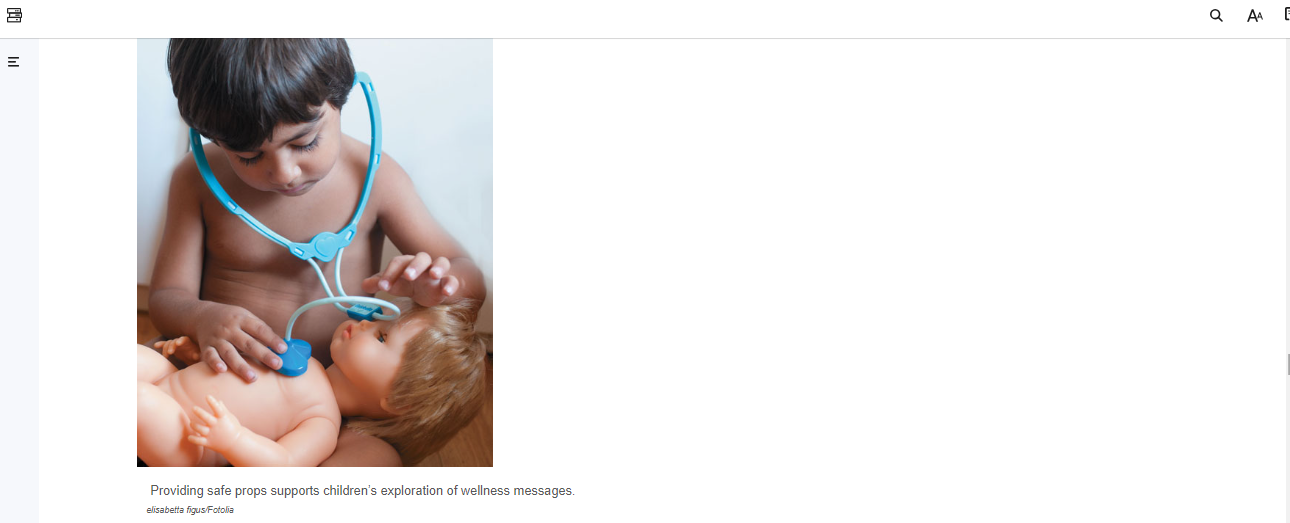 Providing safe props supports children's exploration of wellness messages.
elisabetta figus/Fotolia